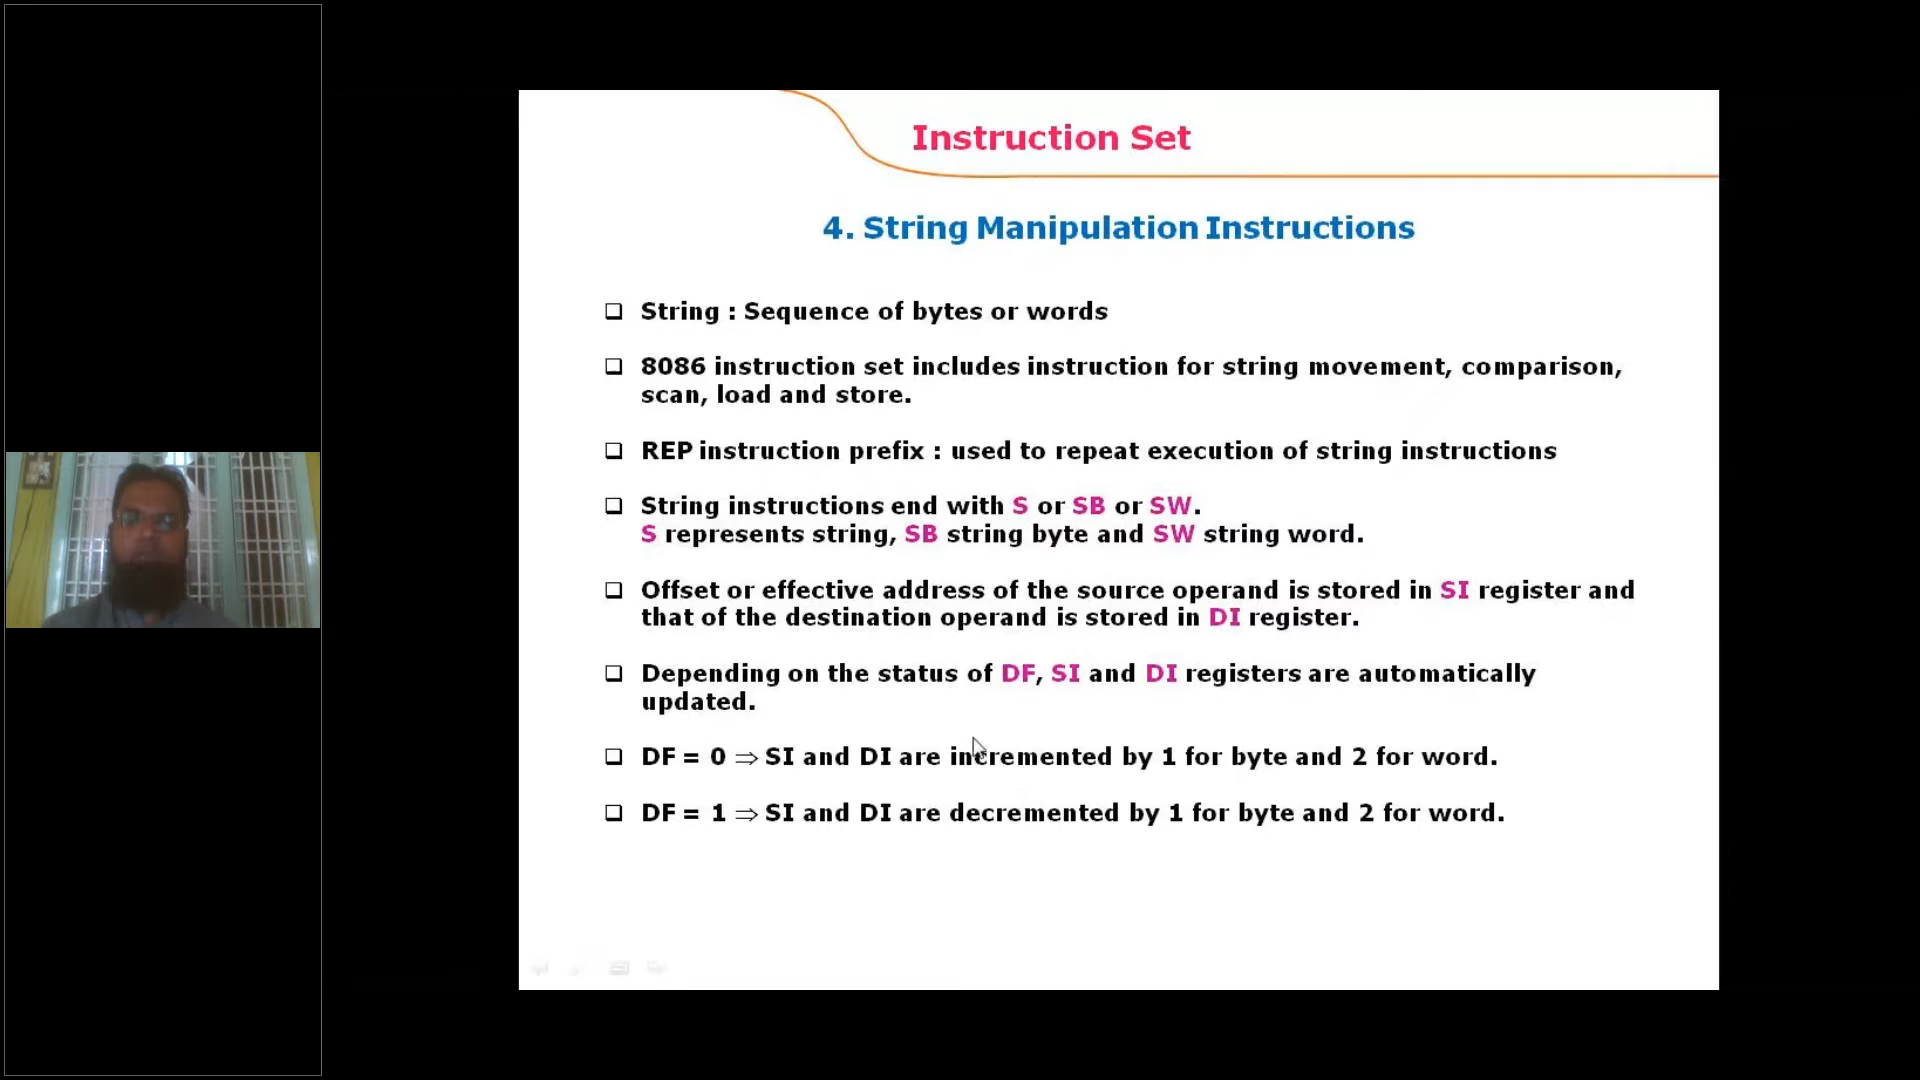 Instruction Set
4. String Manipulation Instructions
❑ String : Sequence of bytes or words
❑ 8086 instruction set includes instruction for string movement, comparison,
scan, load and store.
❑ REP instruction prefix : used to repeat execution of string instructions
❑ String instructions end with S or SB or SW.
S represents string, SB string byte and SW string word.
❑ Offset or effective address of the source operand is stored in SI register and
that of the destination operand is stored in DI register.
❑ Depending on the status of DF, SI and DI registers are automatically
updated.
❑ DF = 0 ⇒ SI and DI are incremented by 1 for byte and 2 for word.
❑ DF = 1 ⇒ SI and DI are decremented by 1 for byte and 2 for word.